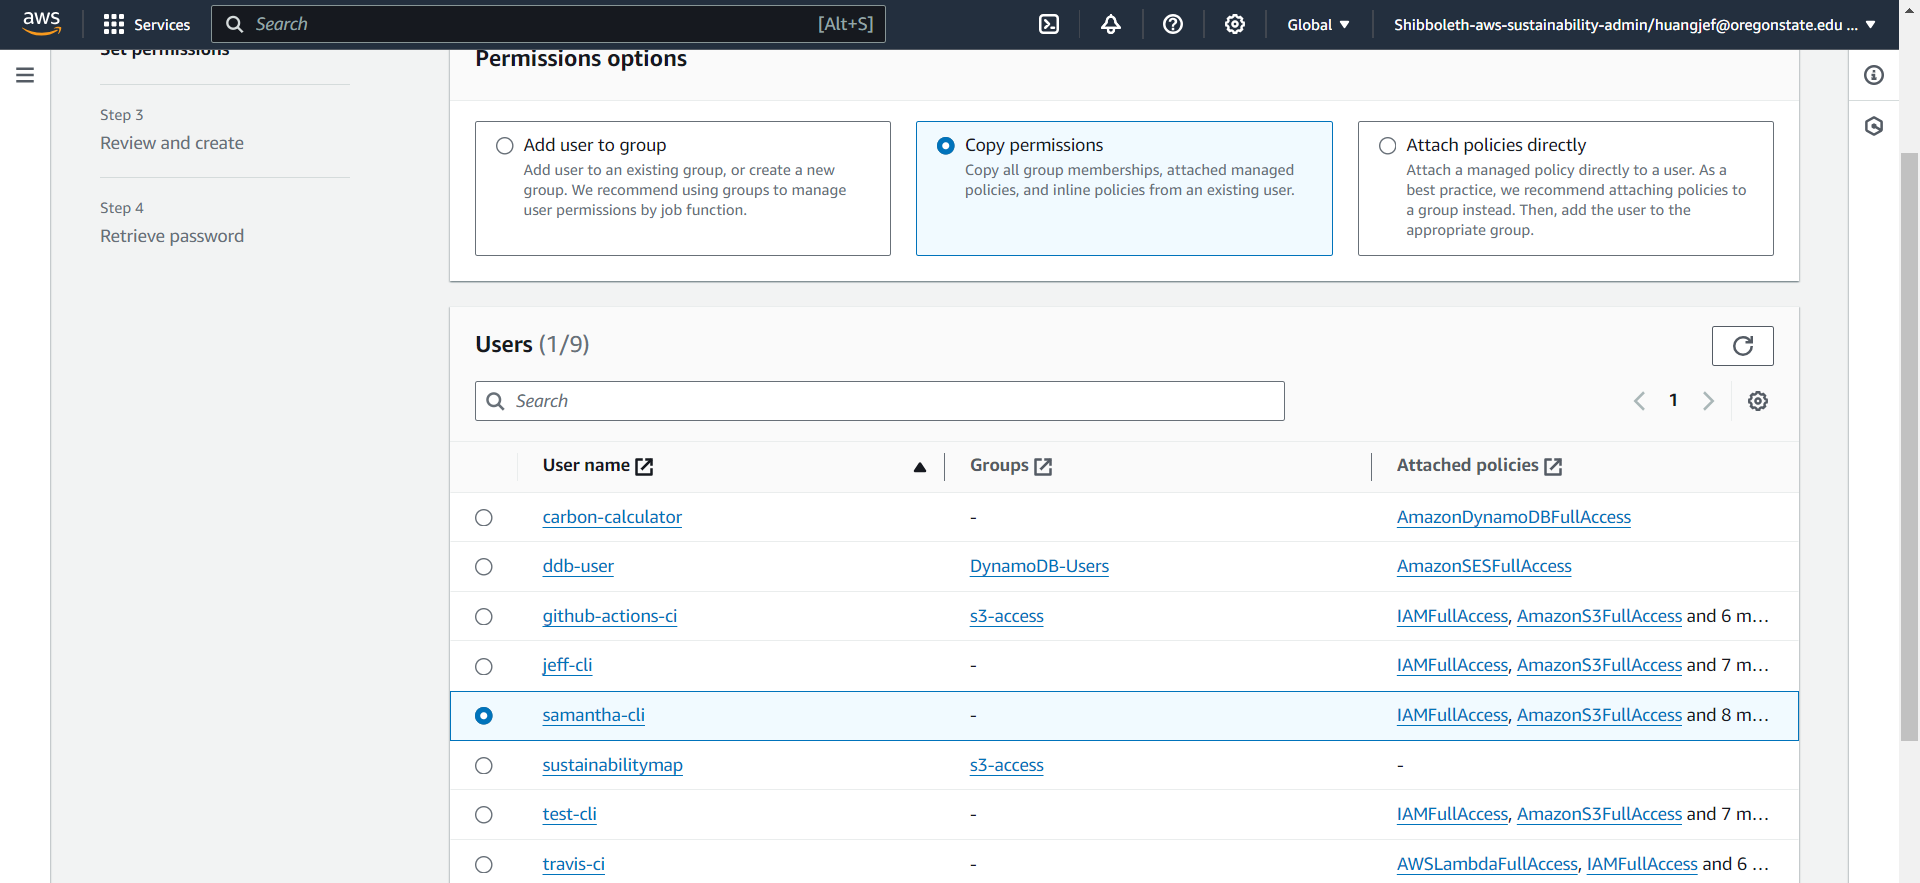 aws
Services
Search
[Alt+S]
Global
Shibboleth-aws-sustainability-admin/huangjef@oregonstate.edu ...
Set permissions
Step 3
Review and create
Step 4
Retrieve password
Permissions options
Add user to group
Add user to an existing group, or create a new
group. We recommend using groups to manage
user permissions by job function.
Copy permissions
Copy all group memberships, attached managed
policies, and inline policies from an existing user.
Attach policies directly
Attach a managed policy directly to a user. As a
best practice, we recommend attaching policies to
a group instead. Then, add the user to the
appropriate group.
Users (1/9)
Search
1
User name Groups Attached policies
carbon-calculator - AmazonDynamoDBFullAccess
ddb-user DynamoDB-Users AmazonSESFullAccess
github-actions-ci s3-access IAMFullAccess, AmazonS3FullAccess and 6 m...
jeff-cli - IAMFullAccess, AmazonS3FullAccess and 7 m...
samantha-cli - IAMFullAccess, AmazonS3FullAccess and 8 m...
sustainabilitymap s3-access -
test-cli - IAMFullAccess, AmazonS3FullAccess and 7 m...
travis-ci - AWSLambdaFullAccess, IAMFullAccess and 6 ...